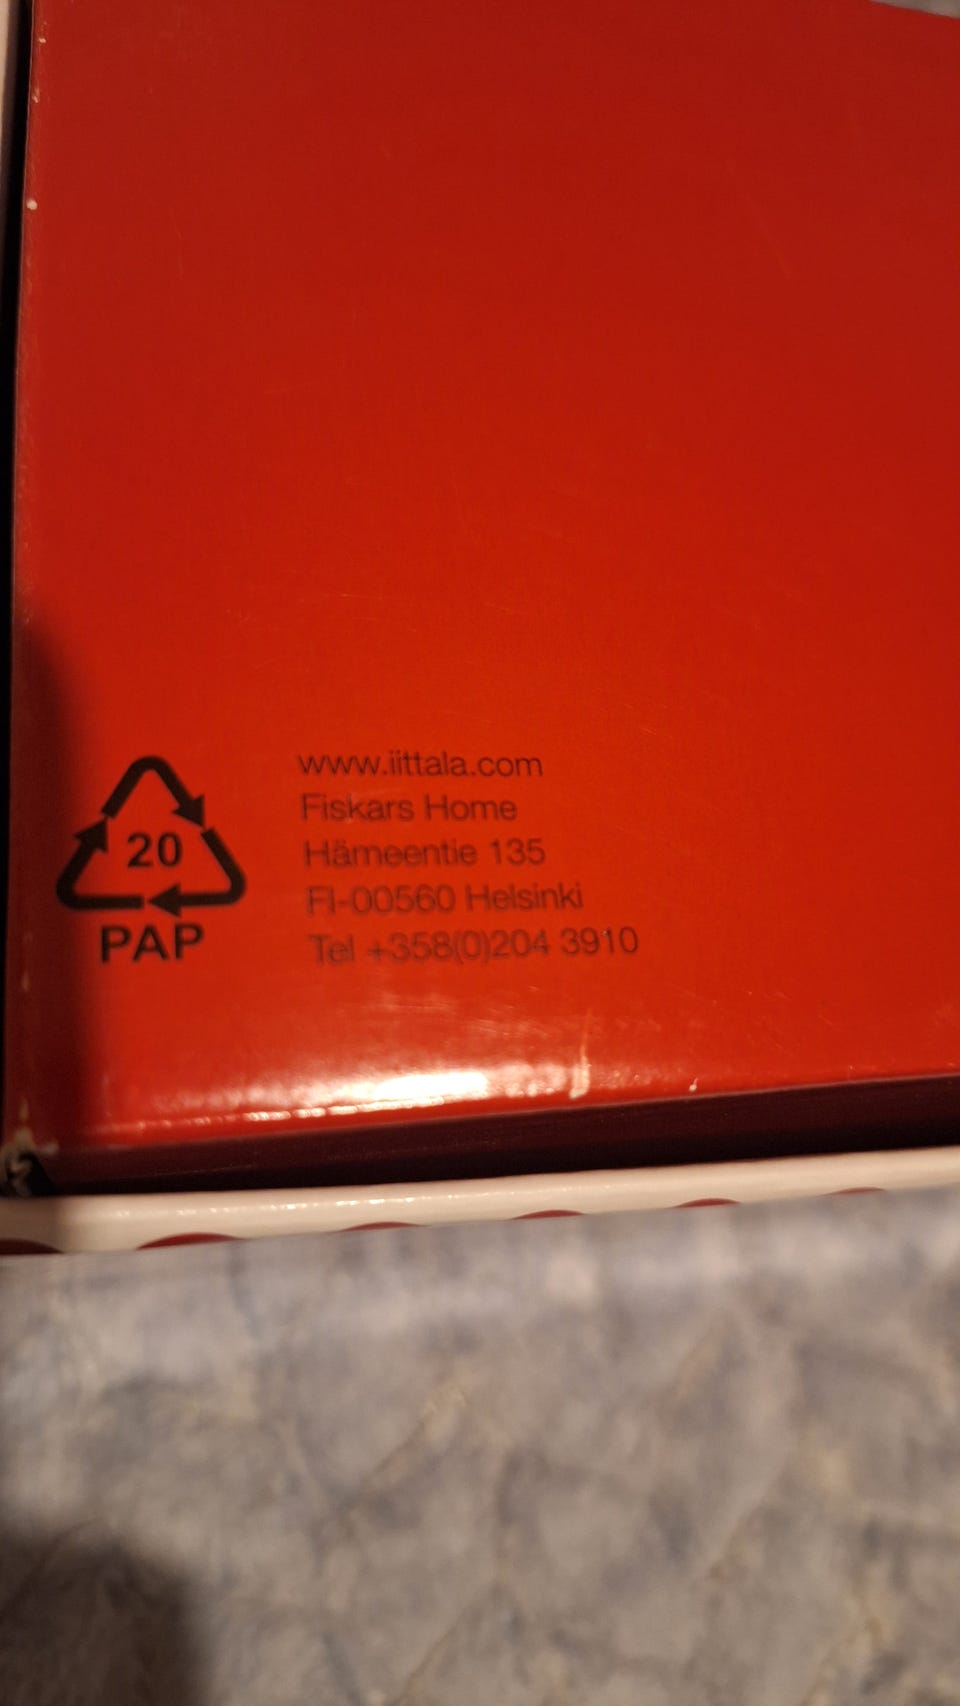 20
PAP
www.iittala.com
Fiskars Home
Hämeentie 135
FI-00560 Helsinki
Tel +358(0)204 3910